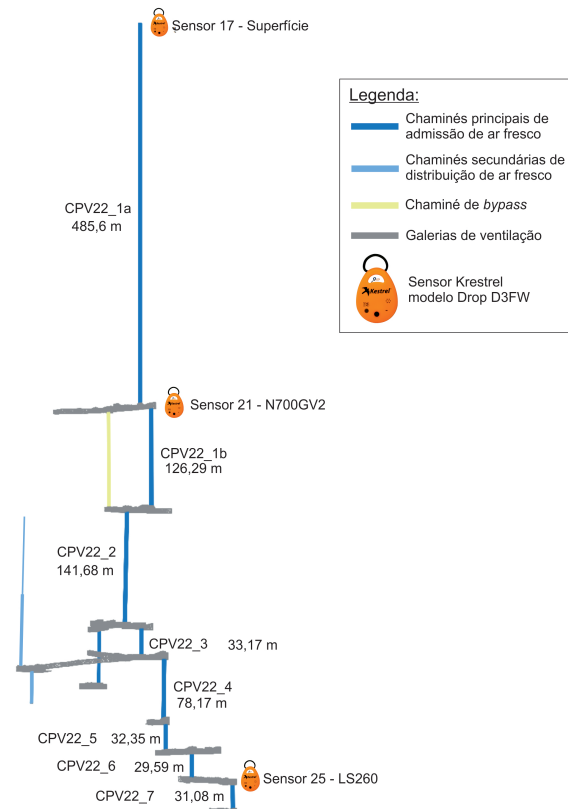 Sensor 17 - Superfície
Legenda:
Chaminés principais de
admissão de ar fresco
Chaminés secundárias de
distribuição de ar fresco
Chaminé de bypass
Galerias de ventilação
Kestrel
Sensor Krestrel
modelo Drop D3FW
CPV22_1a
485,6 m
Sensor 21 - N700GV2
CPV22_1b
126,29 m
CPV22_2
141,68 m
CPV22_3 33,17 m
CPV22_4
78,17 m
CPV22_5 32,35 m
CPV22_6 29,59 m
Sensor 25 - LS260
CPV22_7 31,08 m